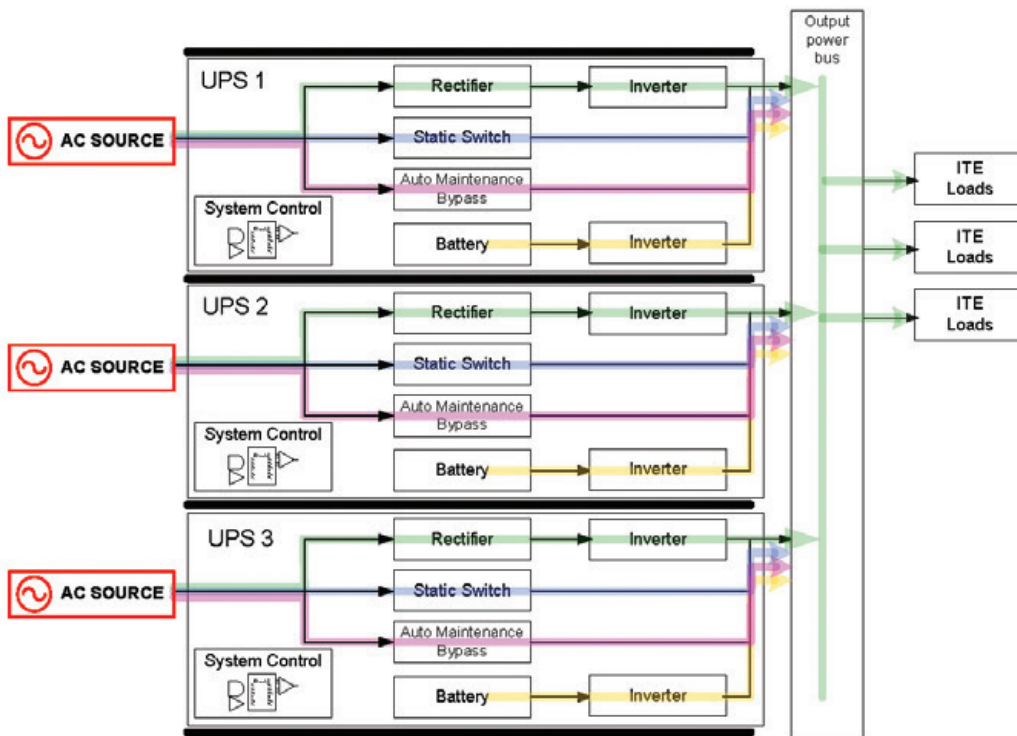 Output
power
bus
UPS 1
Rectifier
Inverter
AC SOURCE
Static Switch
Auto Maintenance
Bypass
System Control
Battery
Inverter
ITE
Loads
ITE
Loads
ITE
Loads
UPS 2
Rectifier
Inverter
AC SOURCE
Static Switch
Auto Maintenance
Bypass
System Control
Battery
Inverter
UPS 3
Rectifier
Inverter
AC SOURCE
Static Switch
Auto Maintenance
Bypass
System Control
Battery
Inverter